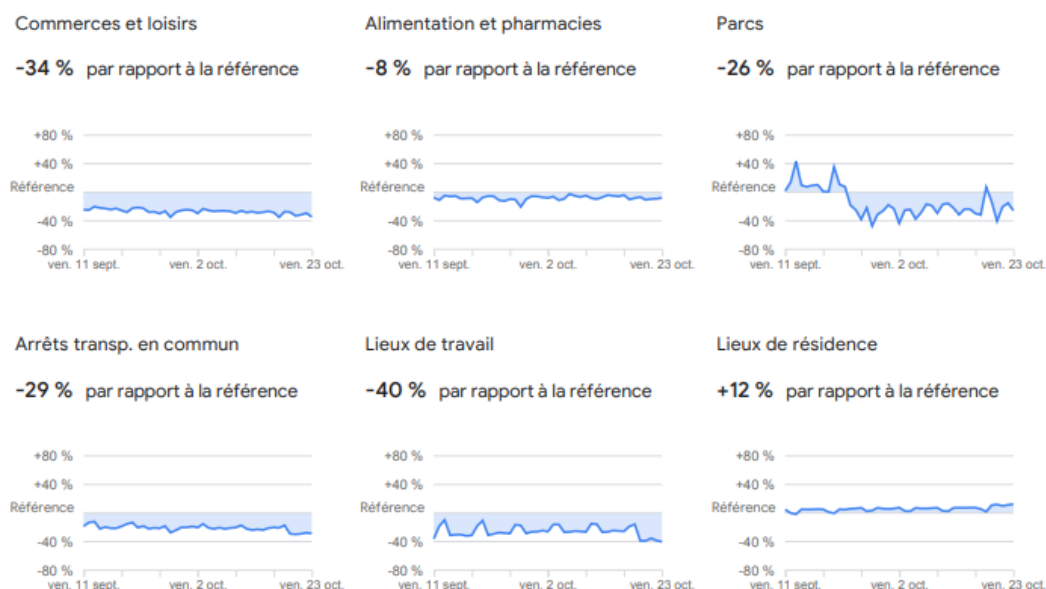 Commerces et loisirs
-34 % par rapport à la référence
+80 %
+40 %
Référence
-40 %
-80 %
ven. 11 sept. ven. 2 oct. ven. 23 oct.
Alimentation et pharmacies
-8 % par rapport à la référence
+80 %
+40 %
Référence
-40 %
-80 %
ven. 11 sept. ven. 2 oct. ven. 23 oct.
Parcs
-26 % par rapport à la référence
+80 %
+40 %
Référence
-40 %
-80 %
ven. 11 sept. ven. 2 oct. ven. 23 oct.
Arrêts transp. en commun
-29 % par rapport à la référence
+80 %
+40 %
Référence
-40 %
-80 %
ven. 11 sept. ven. 2 oct. ven. 23 oct.
Lieux de travail
-40 % par rapport à la référence
+80 %
+40 %
Référence
-40 %
-80 %
ven. 11 sept. ven. 2 oct. ven. 23 oct.
Lieux de résidence
+12 % par rapport à la référence
+80 %
+40 %
Référence
-40 %
-80 %
ven. 11 sept. ven. 2 oct. ven. 23 oct.